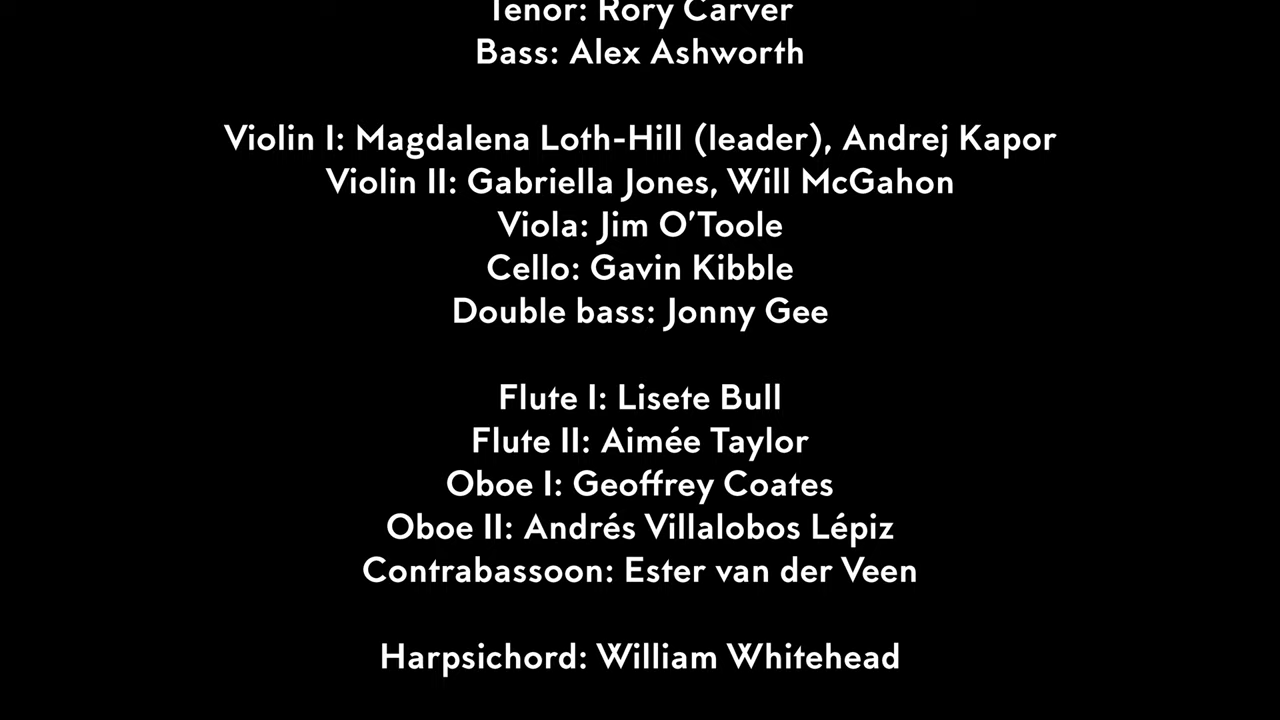 Tenor: Rory Carver
Bass: Alex Ashworth
Violin I: Magdalena Loth-Hill (leader), Andrej Kapor
Violin II: Gabriella Jones, Will McGahon
Viola: Jim O'Toole
Cello: Gavin Kibble
Double bass: Jonny Gee
Flute I: Lisete Bull
Flute II: Aimée Taylor
Oboe I: Geoffrey Coates
Oboe II: Andrés Villalobos Lépiz
Contrabassoon: Ester van der Veen
Harpsichord: William Whitehead